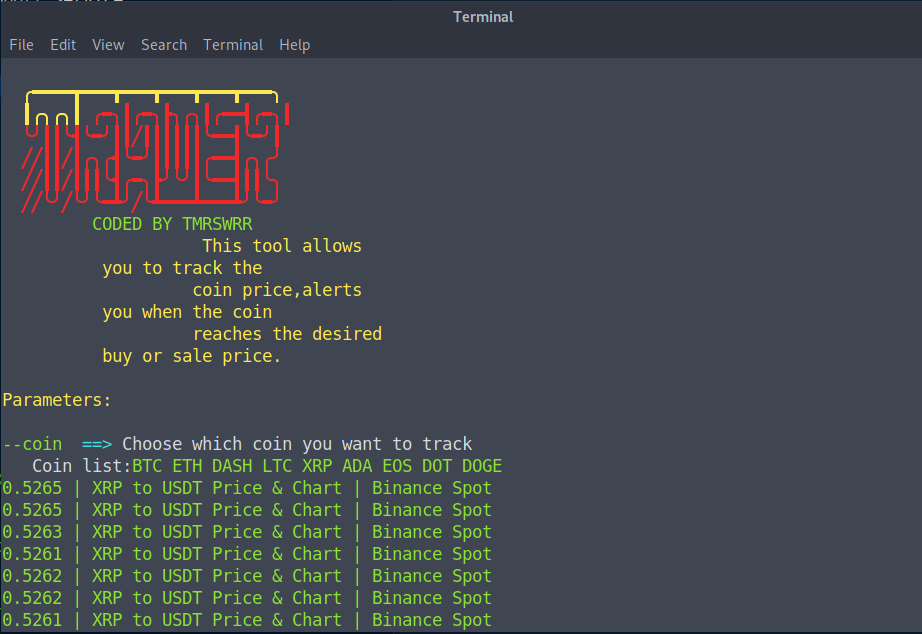 Terminal
File Edit View Search Terminal Help
CODED BY TMRSWRR
This tool allows
you to track the
coin price,alerts
you when the coin
reaches the desired
buy or sale price.
Parameters:
--coin ==> Choose which coin you want to track
Coin list:BTC ETH DASH LTC XRP ADA EOS DOT DOGE
0.5265 | XRP to USDT Price & Chart | Binance Spot
0.5265 | XRP to USDT Price & Chart | Binance Spot
0.5263 | XRP to USDT Price & Chart | Binance Spot
0.5261 | XRP to USDT Price & Chart | Binance Spot
0.5262 | XRP to USDT Price & Chart | Binance Spot
0.5262 | XRP to USDT Price & Chart | Binance Spot
0.5261 | XRP to USDT Price & Chart | Binance Spot